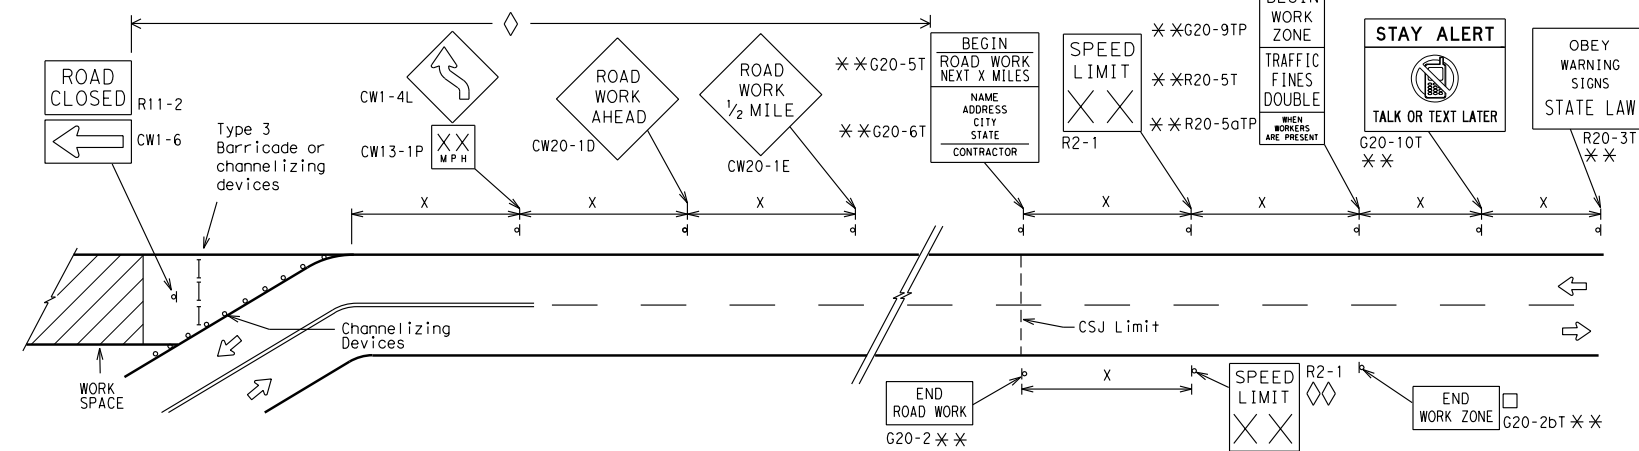 ROAD
CLOSED
R11-2
CW1-6
Type 3
Barricade or
channelizing
devices
CW1-4L
XX
MPH
CW13-1P
ROAD
WORK
AHEAD
CW20-1D
ROAD
WORK
1/2 MILE
CW20-1E
**G20-5T
BEGIN
ROAD WORK
NEXT X MILES
**G20-6T
NAME
ADDRESS
CITY
STATE
CONTRACTOR
SPEED
LIMIT
XX
R2-1
**G20-9TP
BEGIN
WORK
ZONE
**R20-5T
TRAFFIC
FINES
DOUBLE
**R20-5aTP
WHEN
WORKERS
ARE PRESENT
STAY ALERT
TALK OR TEXT LATER
G20-10T
**
OBEY
WARNING
SIGNS
STATE LAW
R20-3T
**
X X X X X X X
Channelizing
Devices
CSJ Limit
WORK
SPACE
X
END
ROAD WORK
G20-2 **
SPEED
LIMIT
XX
R2-1
END
WORK ZONE
G20-2bT **